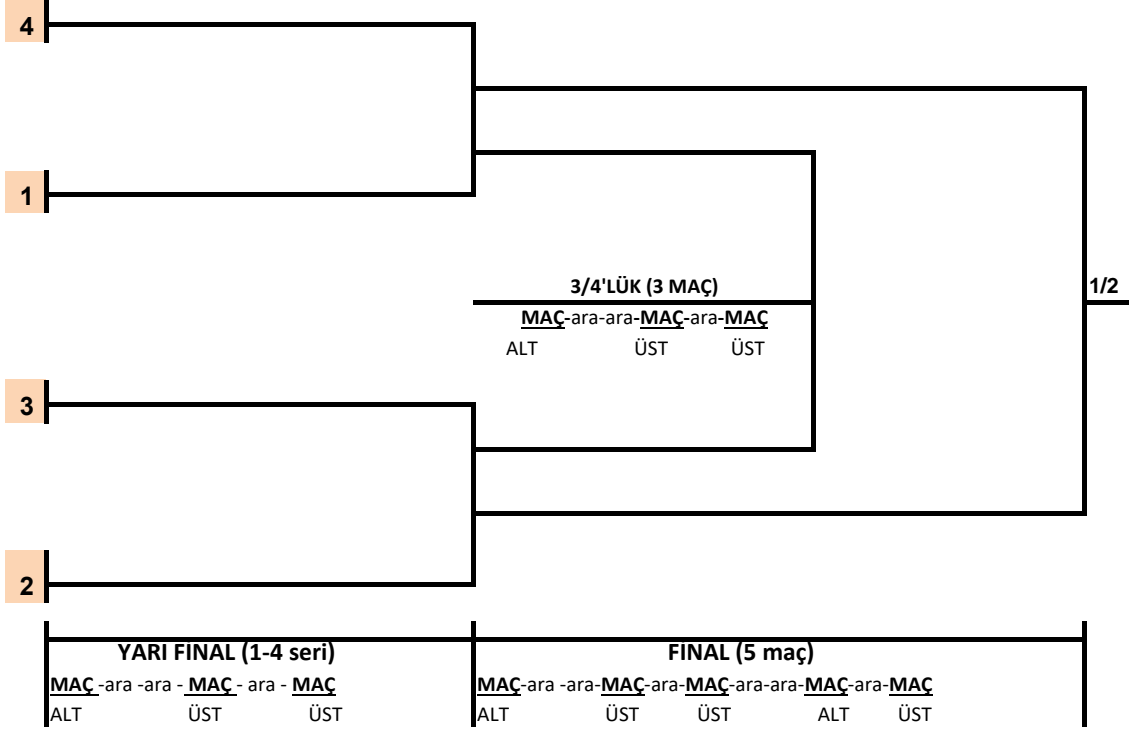 4
1
3/4'LÜK (3 MAÇ)
MAÇ-ara-ara-MAÇ-ara-MAÇ
ALT ÜST ÜST
1/2
3
2
YARI FİNAL (1-4 seri)
MAÇ -ara -ara - MAÇ - ara - MAÇ
ALT ÜST ÜST
FİNAL (5 maç)
MAÇ-ara -ara-MAÇ-ara-MAÇ-ara-ara-MAÇ-ara-MAÇ
ALT ÜST ÜST ALT ÜST